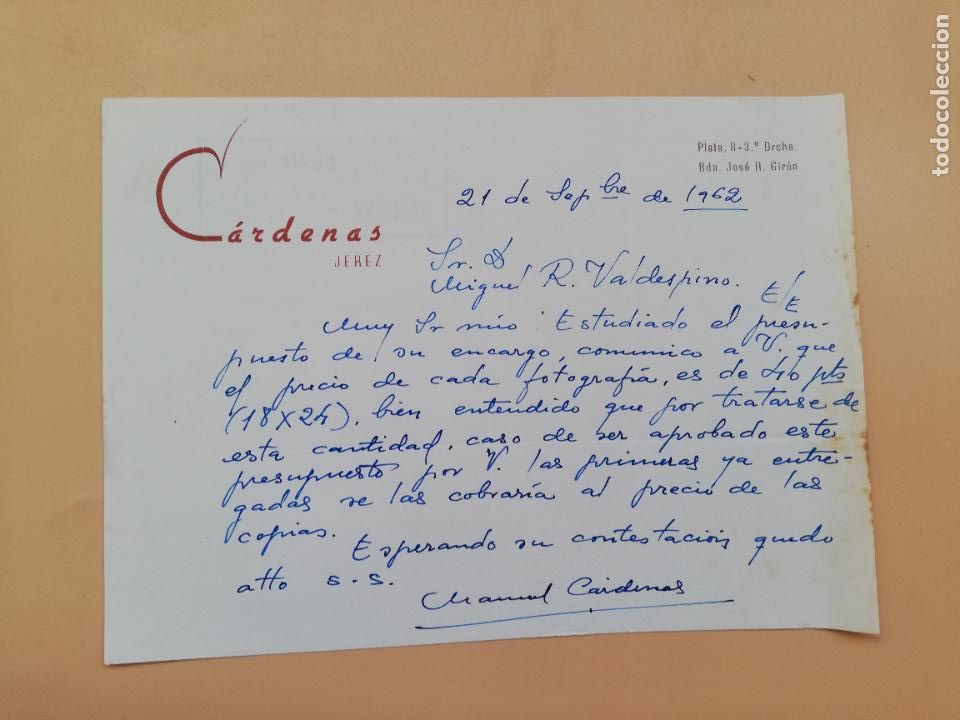 Cárdenas
JEREZ
Plata, 8-3.º Drcha.
Bda. José A. Girón
21 de Sepbre de 1962
Sr. D
Miguel R. Valdespino.
E/E
Muy Sr mio: Estudiado el presu-
puesto de su encargo, comunico a V. que
el precio de cada fotografía, es de 40 pts
(18x24), bien entendido que por tratarse de
esta cantidad, caso de ser aprobado este
presupuesto por V. las primeras ya entre-
gadas se las cobraría al precio de las
copias.
Esperando su contestación quedo
atto s.s.
Manuel Cárdenas
todocoleccion